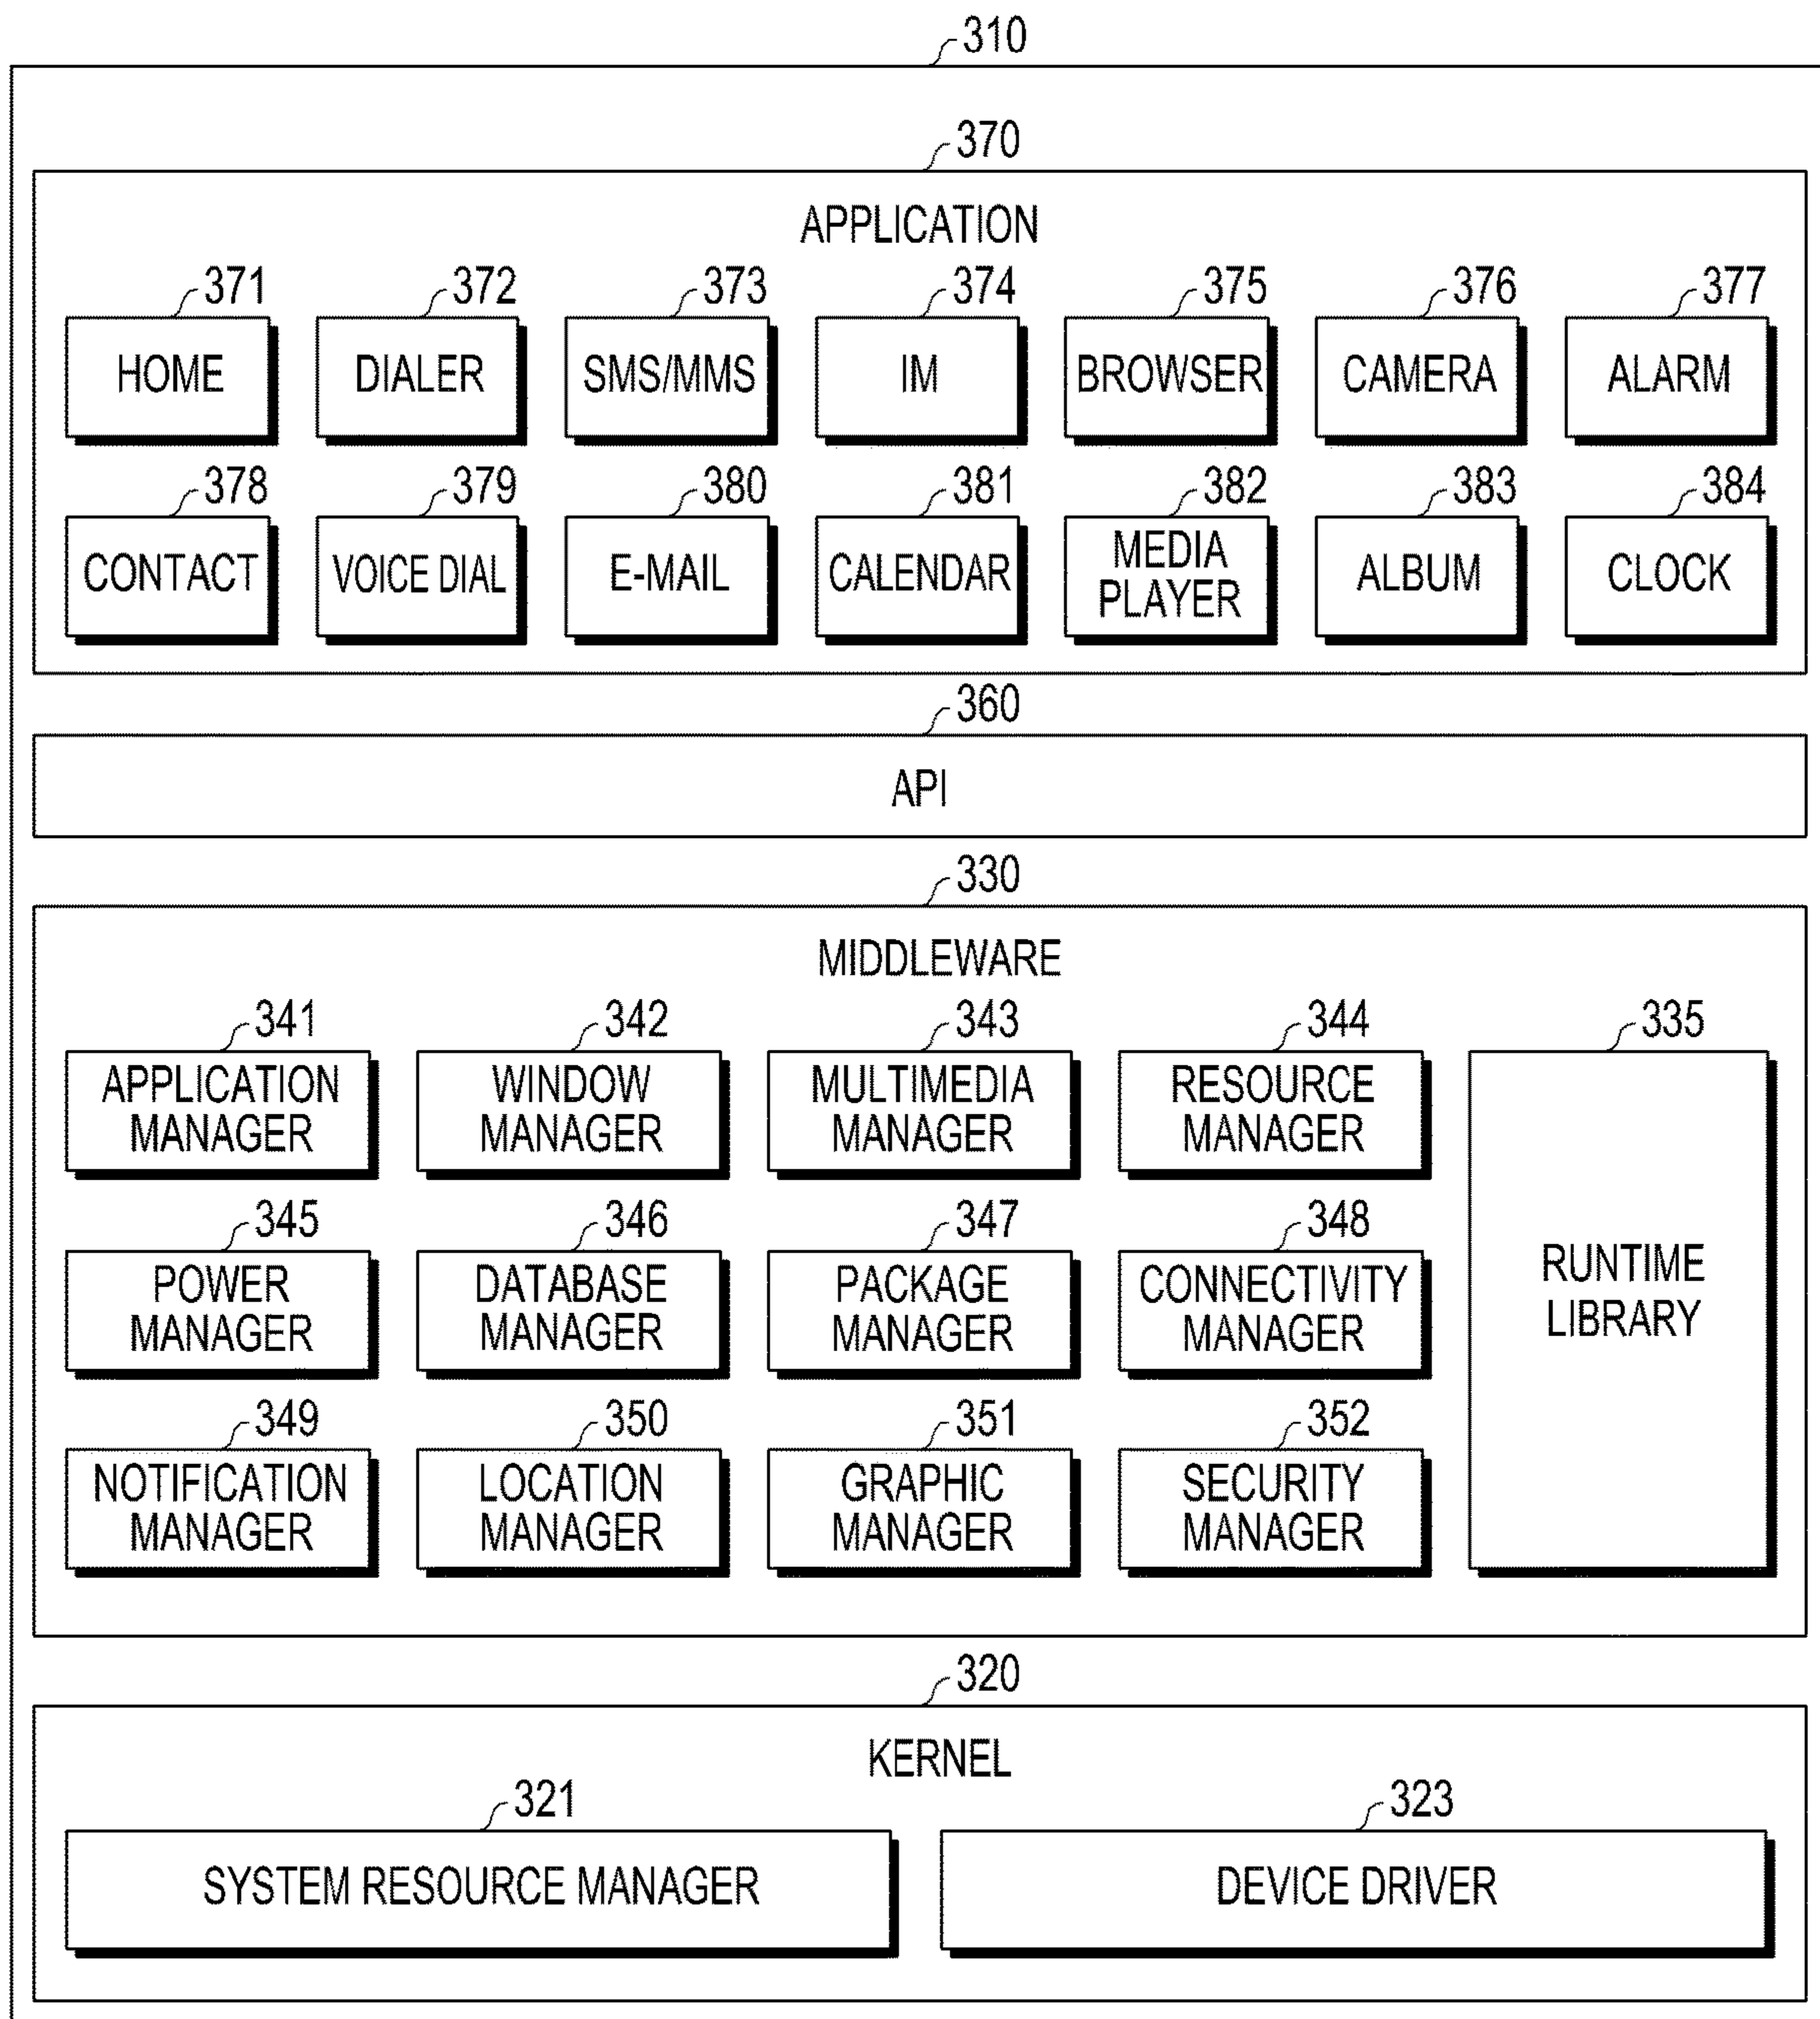 310
370
APPLICATION
371 372 373 374 375 376 377
HOME DIALER SMS/MMS IM BROWSER CAMERA ALARM
378 379 380 381 382 383 384
CONTACT VOICE DIAL E-MAIL CALENDAR MEDIA PLAYER ALBUM CLOCK
360
API
330
MIDDLEWARE
341 342 343 344 335
APPLICATION MANAGER WINDOW MANAGER MULTIMEDIA MANAGER RESOURCE MANAGER
345 346 347 348
POWER MANAGER DATABASE MANAGER PACKAGE MANAGER CONNECTIVITY MANAGER RUNTIME LIBRARY
349 350 351 352
NOTIFICATION MANAGER LOCATION MANAGER GRAPHIC MANAGER SECURITY MANAGER
320
KERNEL
321 323
SYSTEM RESOURCE MANAGER DEVICE DRIVER